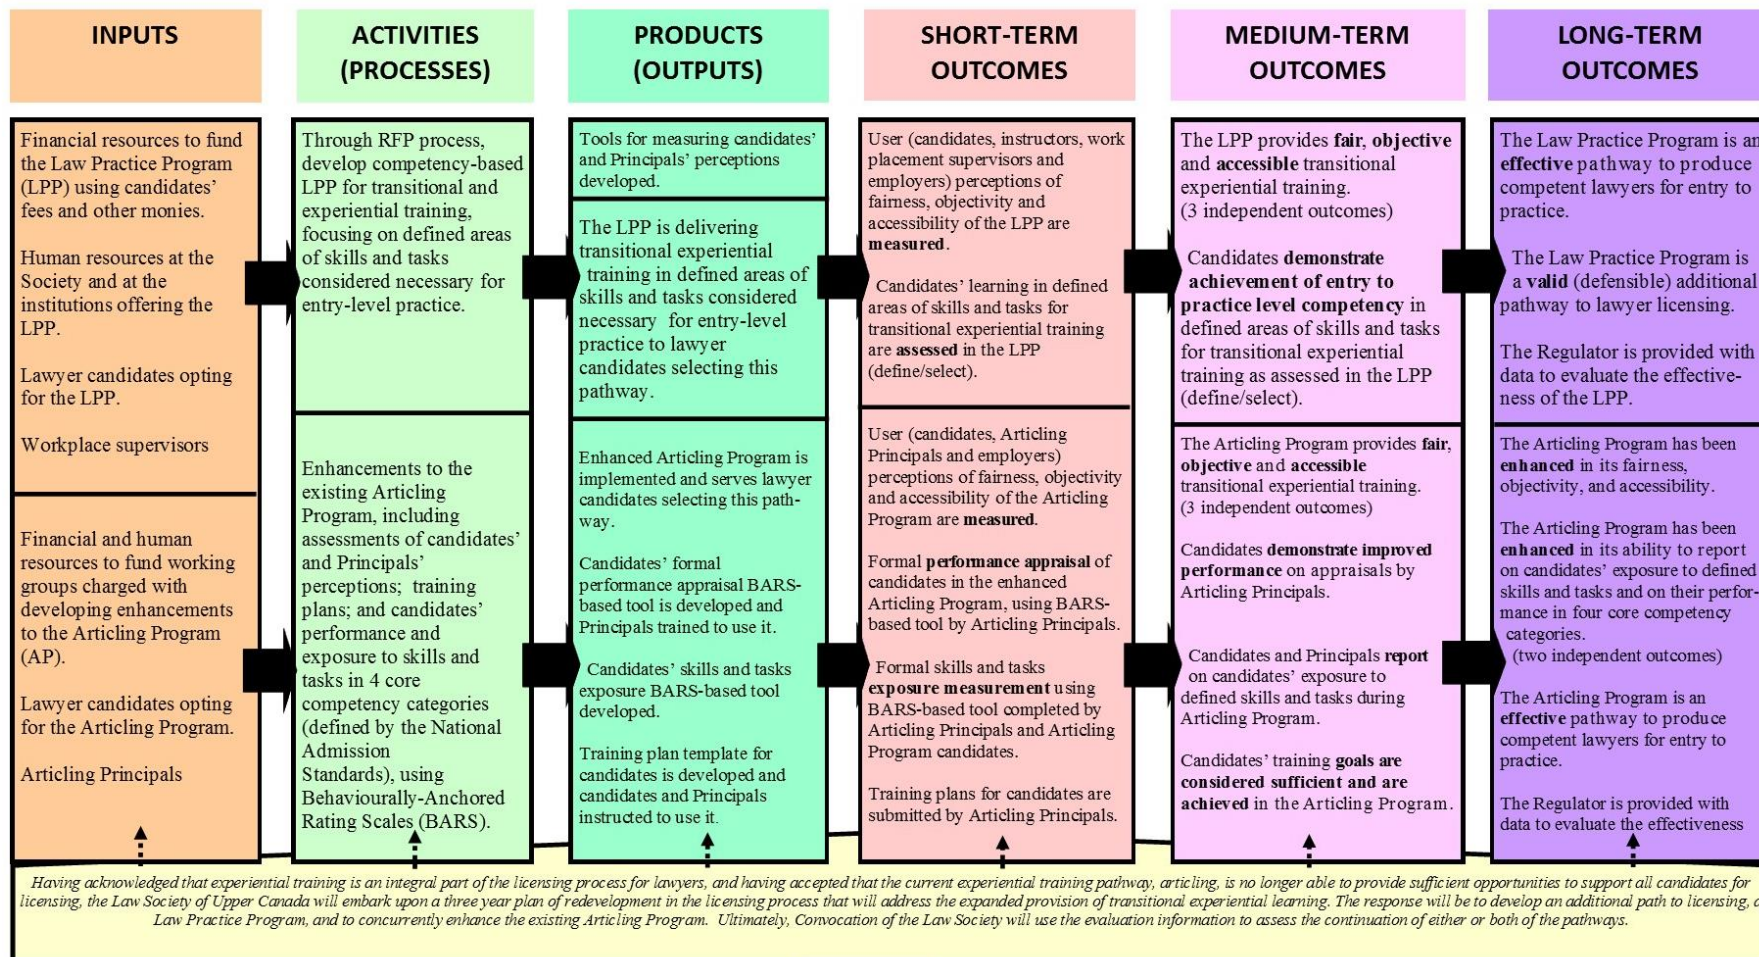 INPUTS
ACTIVITIES
(PROCESSES)
PRODUCTS
(OUTPUTS)
SHORT-TERM
OUTCOMES
MEDIUM-TERM
OUTCOMES
LONG-TERM
OUTCOMES
Financial resources to fund
the Law Practice Program
(LPP) using candidates’
fees and other monies.
Human resources at the
Society and at the
institutions offering the
LPP.
Lawyer candidates opting
for the LPP.
Workplace supervisors
Financial and human
resources to fund working
groups charged with
developing enhancements
to the Articling Program
(AP).
Lawyer candidates opting
for the Articling Program.
Articling Principals
Through RFP process,
develop competency-based
LPP for transitional and
experiential training,
focusing on defined areas
of skills and tasks
considered necessary for
entry-level practice.
Enhancements to the
existing Articling
Program, including
assessments of candidates’
and Principals’
perceptions; training
plans; and candidates’
performance and
exposure to skills and
tasks in 4 core
competency categories
(defined by the National
Admission
Standards), using
Behaviourally-Anchored
Rating Scales (BARS).
Tools for measuring candidates’
and Principals’ perceptions
developed.
The LPP is delivering
transitional experiential
training in defined areas of
skills and tasks considered
necessary for entry-level
practice to lawyer
candidates selecting this
pathway.
Enhanced Articling Program is
implemented and serves lawyer
candidates selecting this path-
way.
Candidates’ formal
performance appraisal BARS-
based tool is developed and
Principals trained to use it.
Candidates’ skills and tasks
exposure BARS-based tool
developed.
Training plan template for
candidates is developed and
candidates and Principals
instructed to use it.
User (candidates, instructors, work
placement supervisors and
employers) perceptions of
fairness, objectivity and
accessibility of the LPP are
measured.
Candidates’ learning in defined
areas of skills and tasks for
transitional experiential training
are assessed in the LPP
(define/select).
User (candidates, Articling
Principals and employers)
perceptions of fairness, objectivity
and accessibility of the Articling
Program are measured.
Formal performance appraisal of
candidates in the enhanced
Articling Program, using BARS-
based tool by Articling Principals.
Formal skills and tasks
exposure measurement using
BARS-based tool completed by
Articling Principals and Articling
Program candidates.
Training plans for candidates are
submitted by Articling Principals.
The LPP provides fair, objective
and accessible transitional
experiential training.
(3 independent outcomes)
Candidates demonstrate
achievement of entry to
practice level competency in
defined areas of skills and tasks
for transitional experiential
training as assessed in the LPP
(define/select).
The Articling Program provides fair,
objective and accessible
transitional experiential training.
(3 independent outcomes)
Candidates demonstrate improved
performance on appraisals by
Articling Principals.
Candidates and Principals report
on candidates’ exposure to
defined skills and tasks during
Articling Program.
Candidates’ training goals are
considered sufficient and are
achieved in the Articling Program.
The Law Practice Program is an
effective pathway to produce
competent lawyers for entry to
practice.
The Law Practice Program is
a valid (defensible) additional
pathway to lawyer licensing.
The Regulator is provided with
data to evaluate the effective-
ness of the LPP.
The Articling Program has been
enhanced in its fairness,
objectivity, and accessibility.
The Articling Program has been
enhanced in its ability to report
on candidates’ exposure to defined
skills and tasks and on their perfor-
mance in four core competency
categories.
(two independent outcomes)
The Articling Program is an
effective pathway to produce
competent lawyers for entry to
practice.
The Regulator is provided with
data to evaluate the effectiveness
Having acknowledged that experiential training is an integral part of the licensing process for lawyers, and having accepted that the current experiential training pathway, articling, is no longer able to provide sufficient opportunities to support all candidates for
licensing, the Law Society of Upper Canada will embark upon a three year plan of redevelopment in the licensing process that will address the expanded provision of transitional experiential learning. The response will be to develop an additional path to licensing, a
Law Practice Program, and to concurrently enhance the existing Articling Program. Ultimately, Convocation of the Law Society will use the evaluation information to assess the continuation of either or both of the pathways.